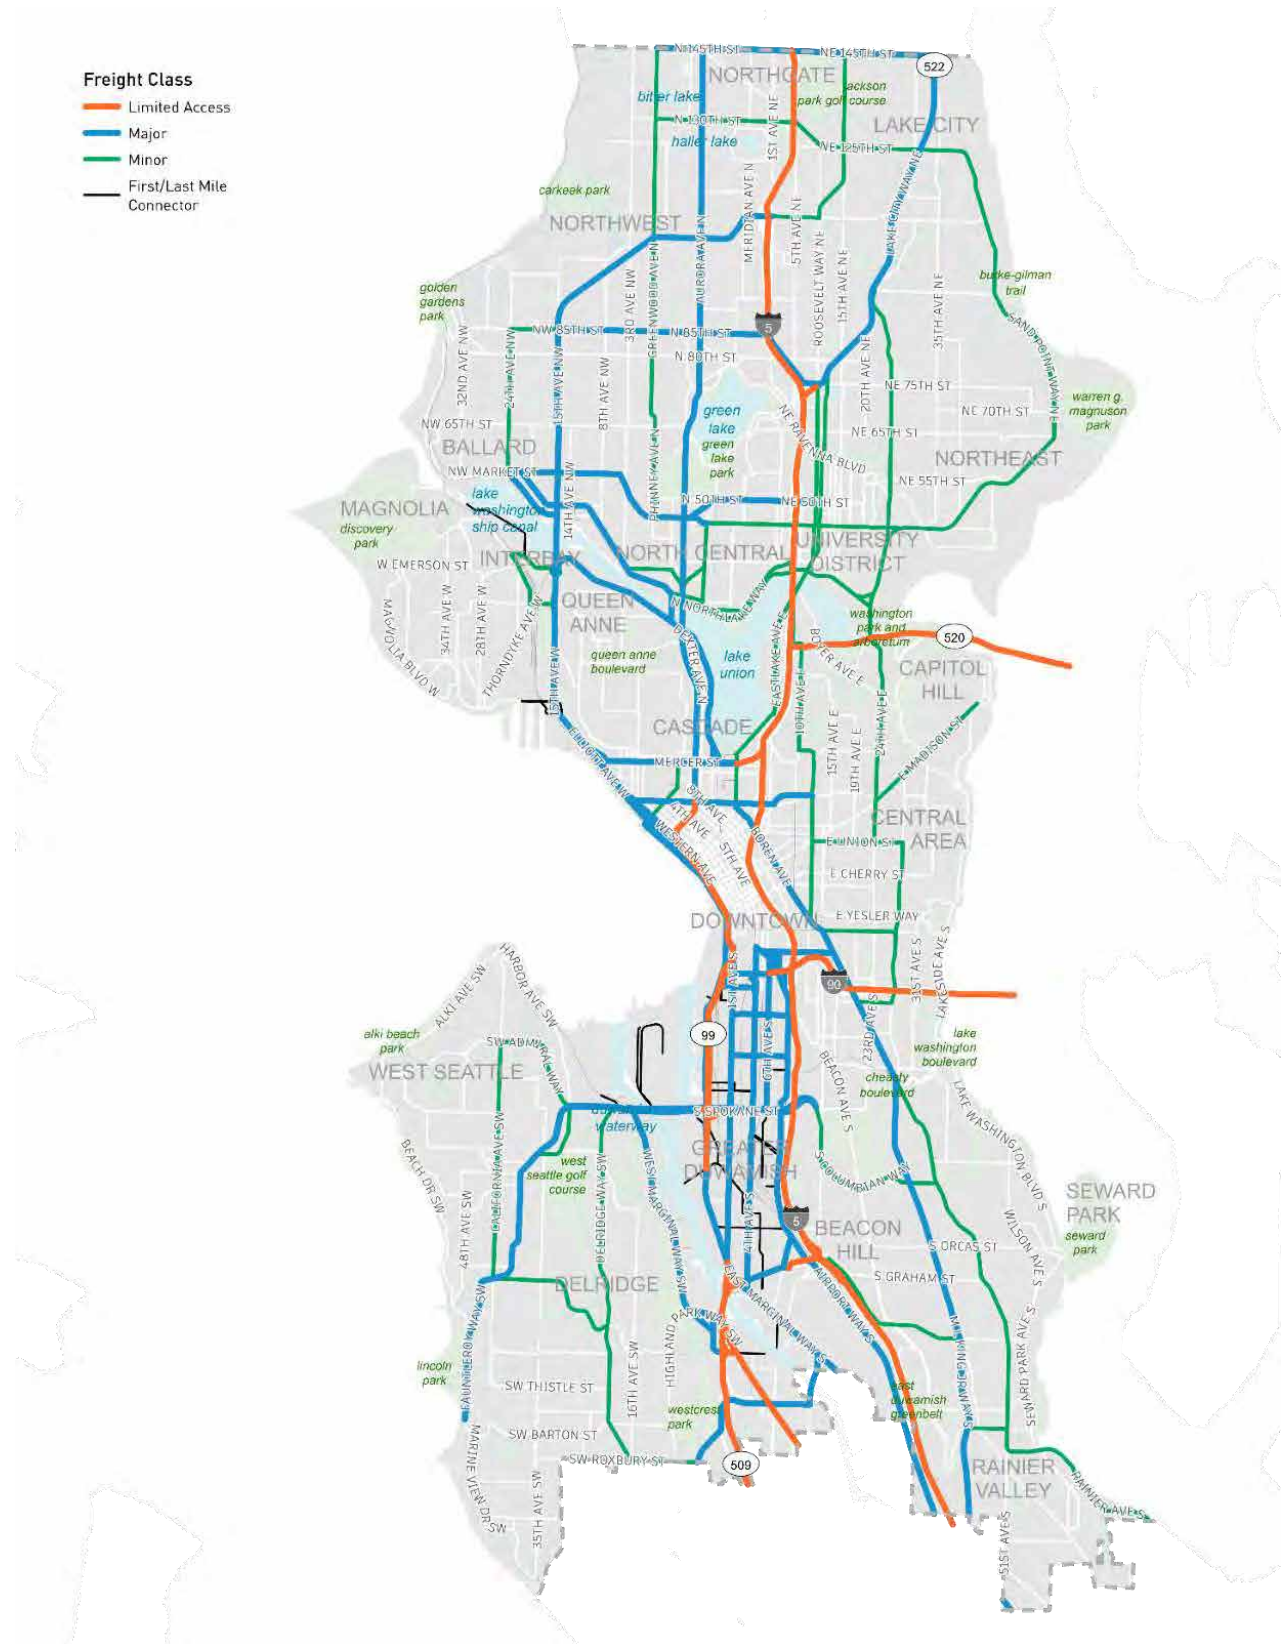 Freight Class
Limited Access
Major
Minor
First/Last Mile
Connector
N 145TH ST
NE 145TH ST
522
NORTHGATE
bitter lake
jackson
park golf course
1ST AVE NE
N 130TH ST
LAKE CITY
haller lake
NE 125TH ST
carkeek park
MERIDIAN AVE N
LAKE CITY WAY NE
NORTHWEST
5TH AVE NE
AURORA AVE N
ROOSEVELT WAY NE
15TH AVE NE
3RD AVE NW
GREENWOOD AVE N
35TH AVE NE
burke-gilman
trail
golden
gardens
park
SAND POINT WAY NE
5
NW 85TH ST
N 85TH ST
32ND AVE NW
24TH AVE NW
15TH AVE NW
8TH AVE NW
N 80TH ST
20TH AVE NE
NE 75TH ST
green
lake
green
lake
park
NE RAVENNA BLVD
NE 70TH ST
warren g.
magnuson
park
NW 65TH ST
NE 65TH ST
BALLARD
PHINNEY AVE N
NORTHEAST
NW MARKET ST
14TH AVE NW
NE 55TH ST
lake
washington
ship canal
N 50TH ST
NE 50TH ST
MAGNOLIA
discovery
park
UNIVERSITY
DISTRICT
INTERBAY
NORTH CENTRAL
W EMERSON ST
34TH AVE W
28TH AVE W
MAGNOLIA BLVD W
THORNDYKE AVE W
QUEEN
ANNE
N NORTHLAKE WAY
washington
park and
arboretum
520
queen anne
boulevard
DEXTER AVE N
lake
union
EASTLAKE AVE E
BOYER AVE E
CAPITOL
HILL
15TH AVE W
10TH AVE E
24TH AVE E
CASCADE
15TH AVE E
19TH AVE E
E MADISON ST
ELLIOTT AVE W
MERCER ST
8TH AVE
4TH AVE
5TH AVE
WESTERN AVE
BOREN AVE
CENTRAL
AREA
E UNION ST
E CHERRY ST
DOWNTOWN
E YESLER WAY
31ST AVE S
LAKESIDE AVE S
HARBOR AVE SW
ALKI AVE SW
1ST AVE S
90
23RD AVE S
alki beach
park
SW ADMIRAL WAY
99
6TH AVE S
lake
washington
boulevard
BEACON AVE S
WEST SEATTLE
cheasty
boulevard
LAKE WASHINGTON BLVD S
S SPOKANE ST
waterway
CALIFORNIA AVE SW
BEACH DR SW
west
seattle golf
course
GREATER
DUWAMISH
DELRIDGE WAY SW
WEST MARGINAL WAY SW
S COLUMBIAN WAY
48TH AVE SW
4TH AVE S
5
BEACON
HILL
SEWARD
PARK
seward
park
WILSON AVE S
S ORCAS ST
S GRAHAM ST
DELRIDGE
EAST MARGINAL WAY S
AIRPORT WAY S
FAUNTLEROY WAY SW
HIGHLAND PARK WAY SW
SEWARD PARK AVE S
lincoln
park
16TH AVE SW
SW THISTLE ST
westcrest
park
east
duwamish
greenbelt
MARINE VIEW DR SW
SW BARTON ST
SW ROXBURY ST
35TH AVE SW
509
RAINIER
VALLEY
RAINIER AVE S
51ST AVE S